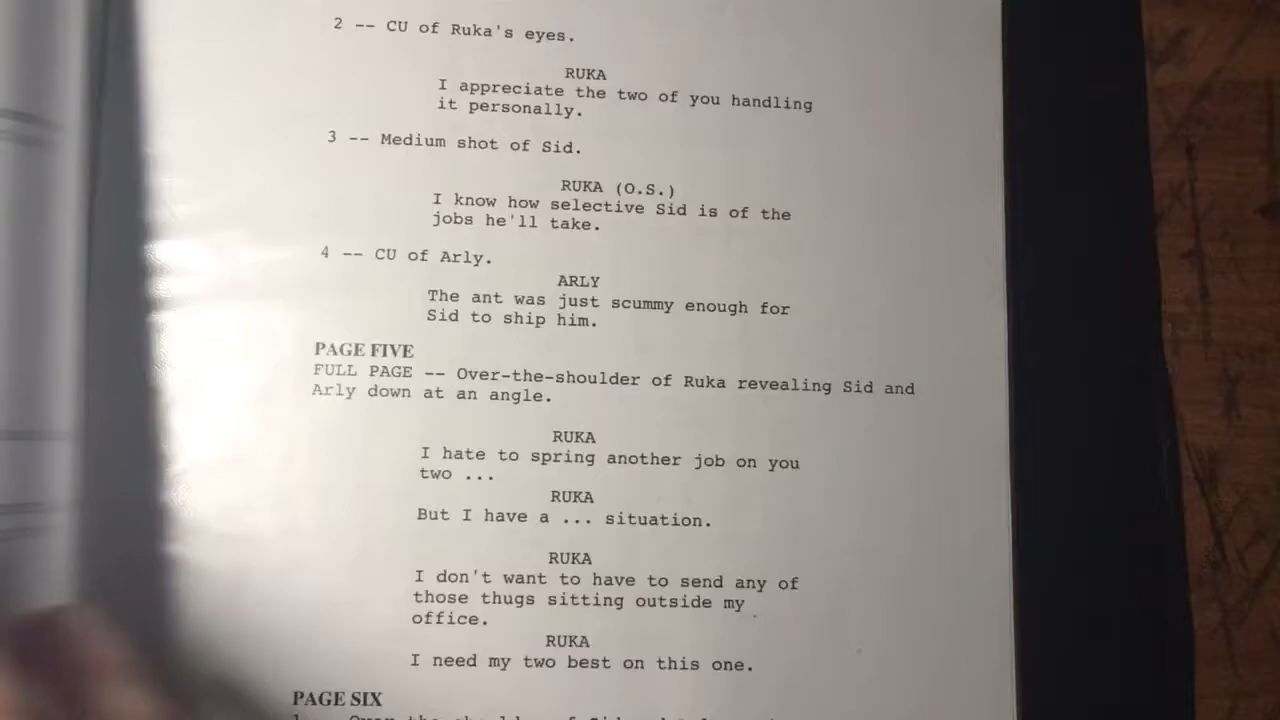 2 -- CU of Ruka's eyes.
RUKA
I appreciate the two of you handling
it personally.
3 -- Medium shot of Sid.
RUKA (O.S.)
I know how selective Sid is of the
jobs he'll take.
4 -- CU of Arly.
ARLY
The ant was just scummy enough for
Sid to ship him.
PAGE FIVE
FULL PAGE -- Over-the-shoulder of Ruka revealing Sid and
Arly down at an angle.
RUKA
I hate to spring another job on you
two ...
RUKA
But I have a ... situation.
RUKA
I don't want to have to send any of
those thugs sitting outside my
office.
RUKA
I need my two best on this one.
PAGE SIX